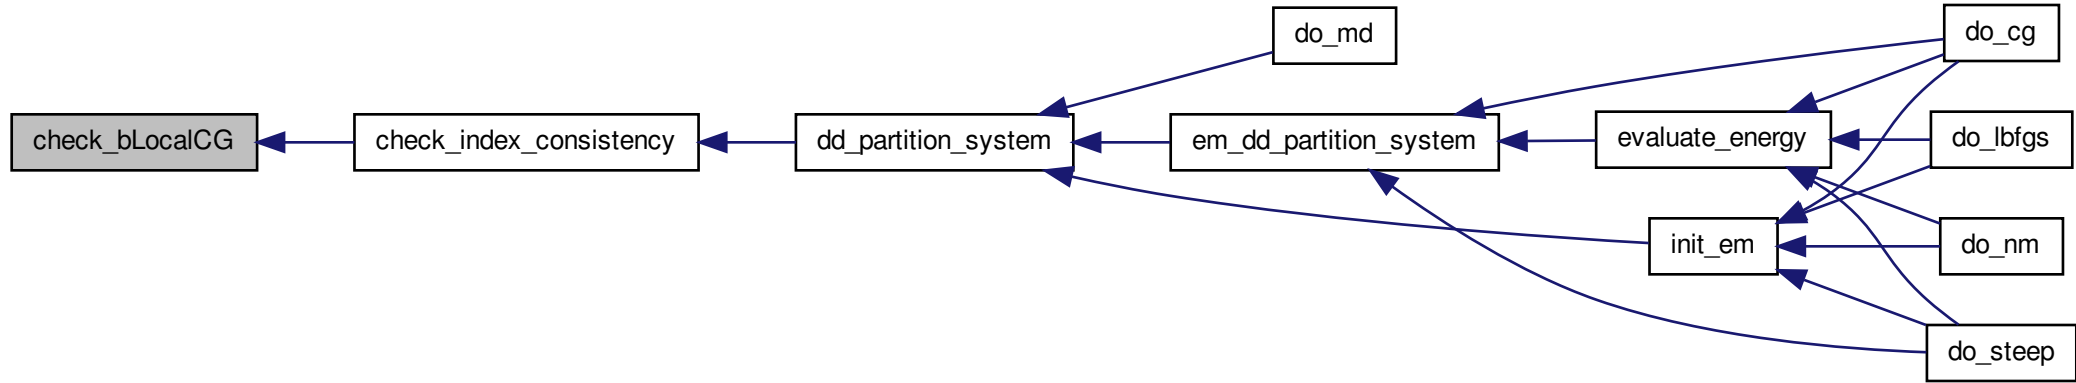 check_bLocalCG
check_index_consistency
dd_partition_system
do_md
em_dd_partition_system
evaluate_energy
init_em
do_cg
do_lbfgs
do_nm
do_steep